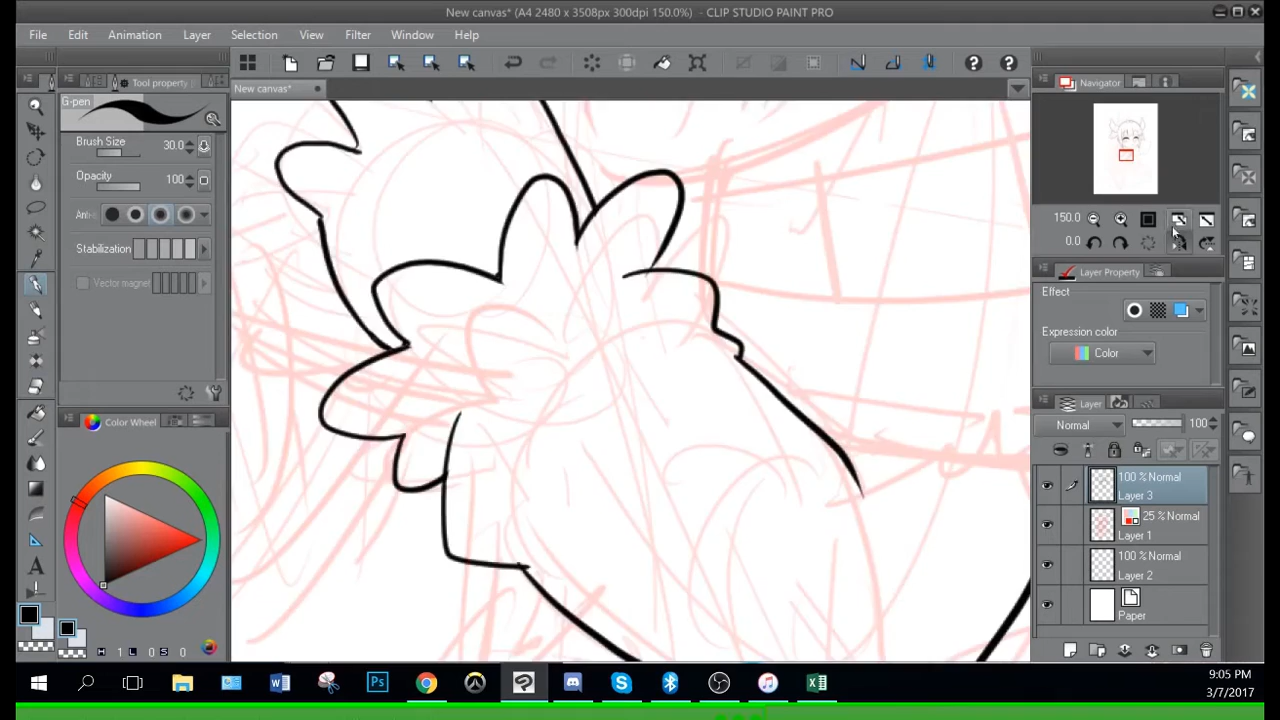 New canvas* (A4 2480 x 3508px 300dpi 150.0%) - CLIP STUDIO PAINT PRO
File Edit Animation Layer Selection View Filter Window Help
Tool property
New canvas*
Navigator
G-pen
Brush Size 30.0
Opacity 100
Stabilization
Vector magnet
150.0
0.0
Layer Property
Effect
Expression color
Color
Layer
Normal 100
100 % Normal
Layer 3
25 % Normal
Layer 1
100 % Normal
Layer 2
Paper
Color Wheel
H 1 L 0 S 0
9:05 PM
3/7/2017